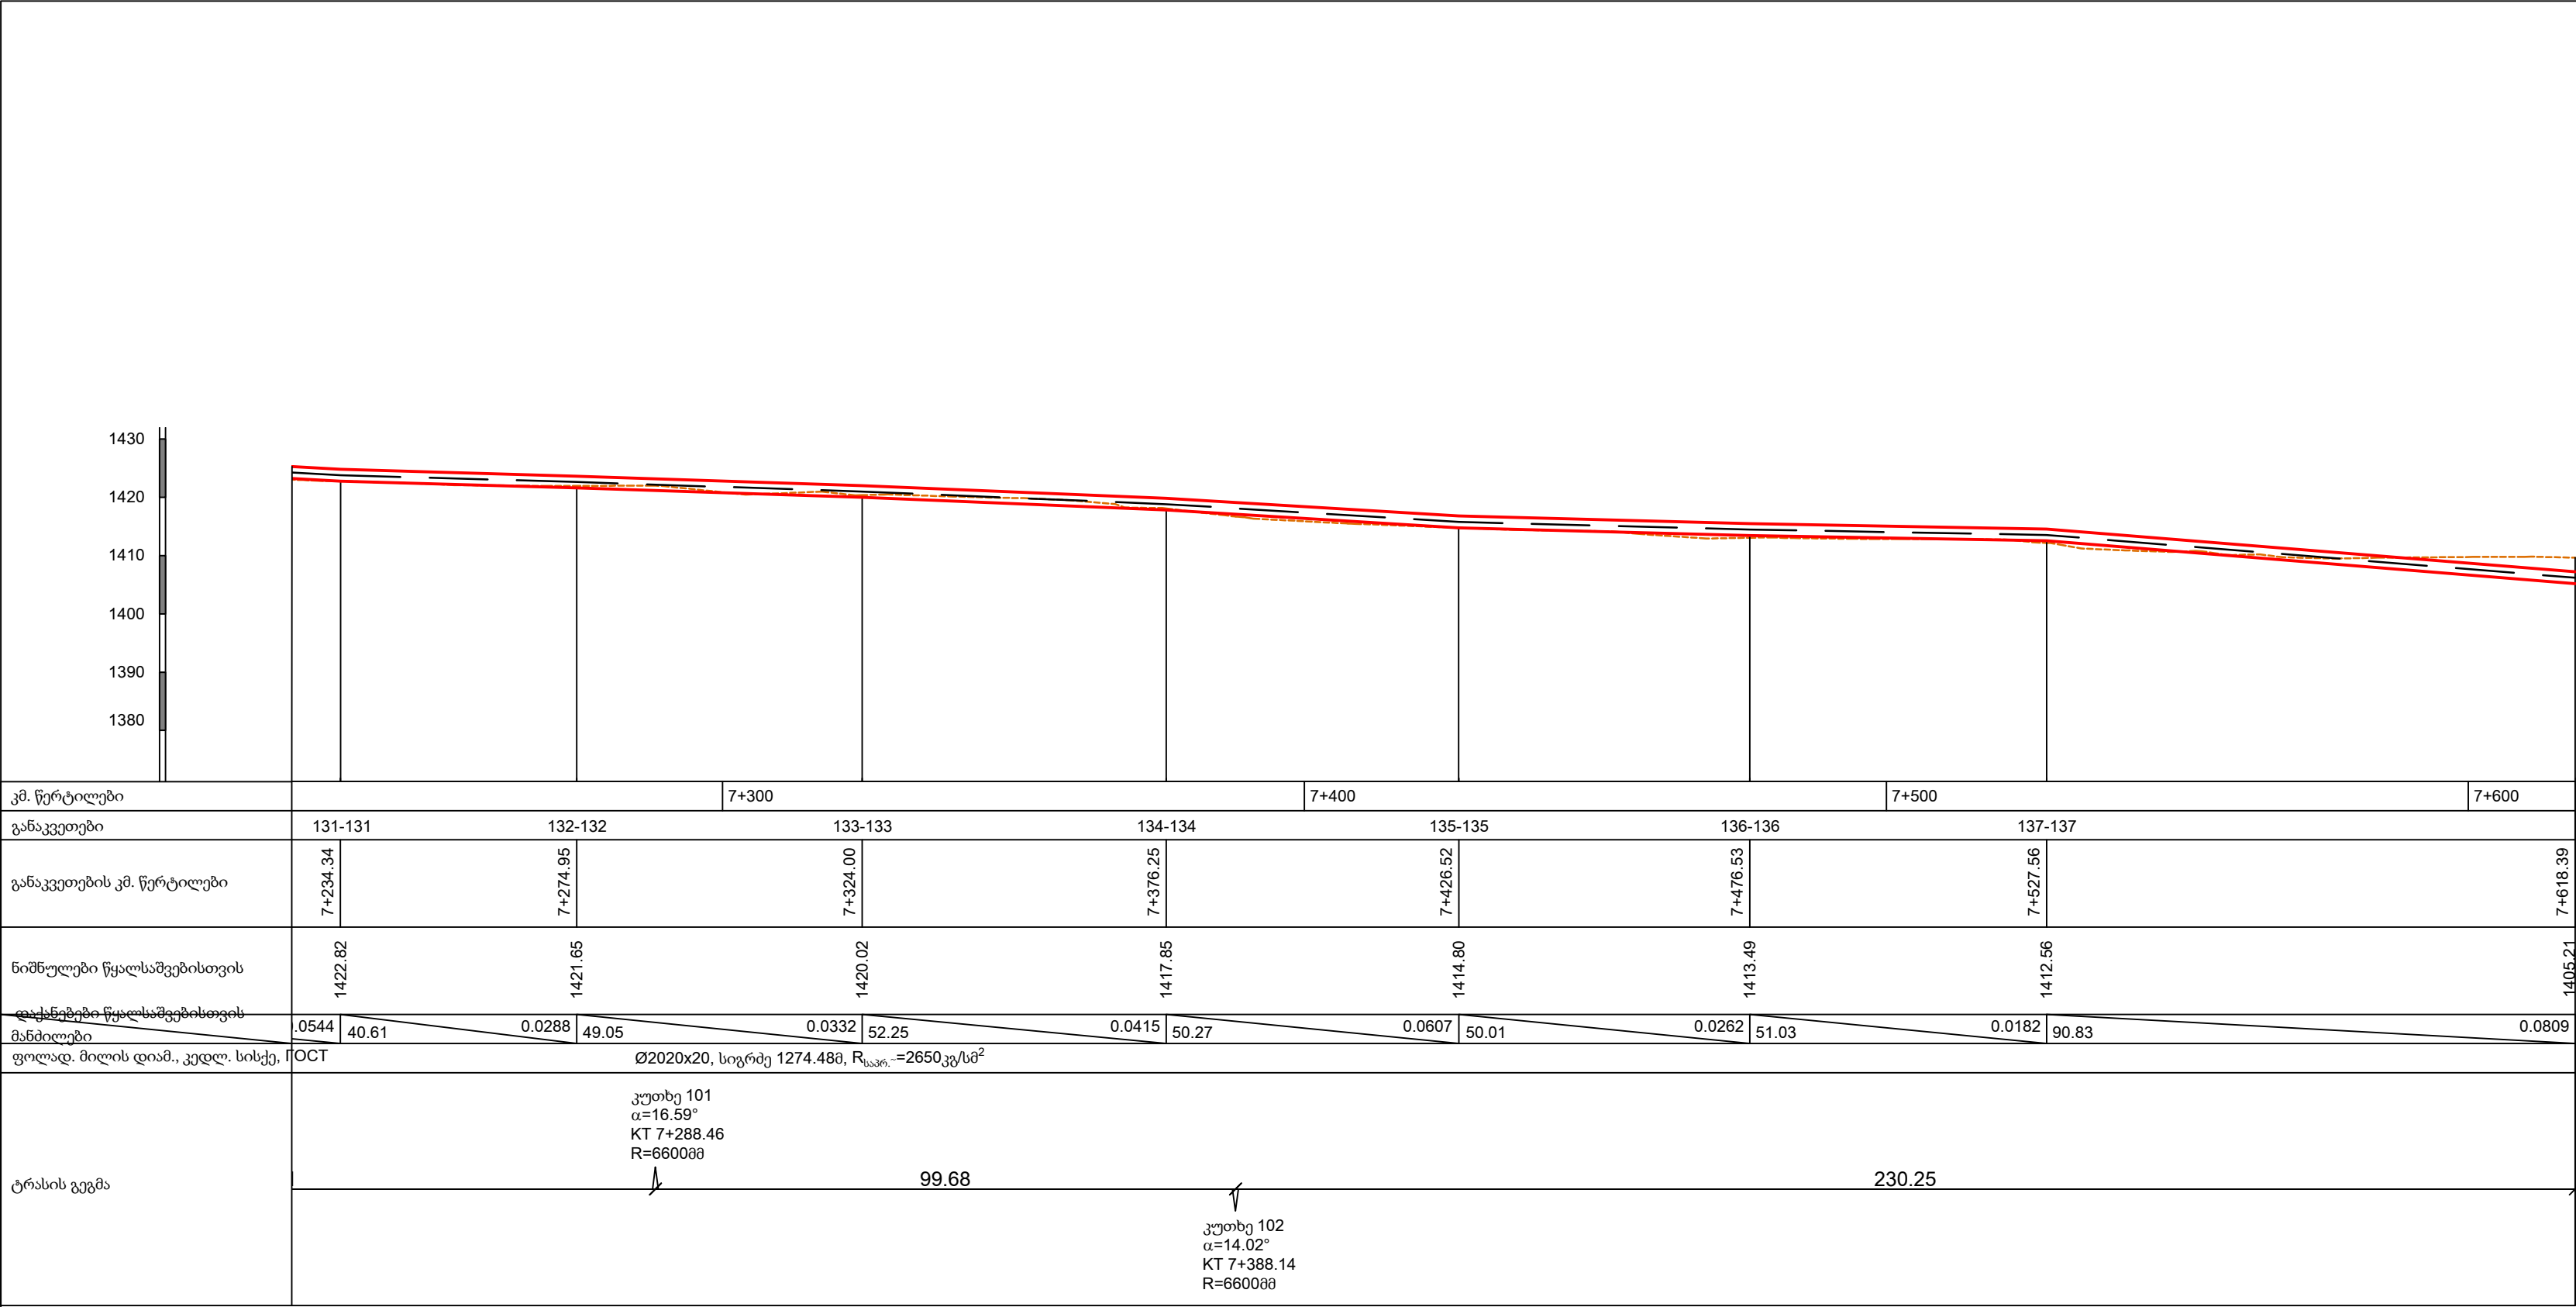 1430
1420
1410
1400
1390
1380
კმ. წერტილები
7+300 7+400 7+500 7+600
განაკვეთები
131-131 132-132 133-133 134-134 135-135 136-136 137-137
განაკვეთების კმ. წერტილები
7+234.34 7+274.95 7+324.00 7+376.25 7+426.52 7+476.53 7+527.56 7+618.39
ნიშნულები წყალსაშვებისთვის
1422.82 1421.65 1420.02 1417.85 1414.80 1413.49 1412.56 1405.21
დაქანებები წყალსაშვებისთვის
.0544 0.0288 0.0332 0.0415 0.0607 0.0262 0.0182 0.0809
მანძილები
40.61 49.05 52.25 50.27 50.01 51.03 90.83
ფოლად. მილის დიამ., კედლ. სისქე, ГОСТ
Ø2020x20, სიგრძე 1274.48მ, Rსაპრ.~=2650კგ/სმ²
კუთხე 101
α=16.59°
KT 7+288.46
R=6600მმ
ტრასის გეგმა
99.68 230.25
კუთხე 102
α=14.02°
KT 7+388.14
R=6600მმ